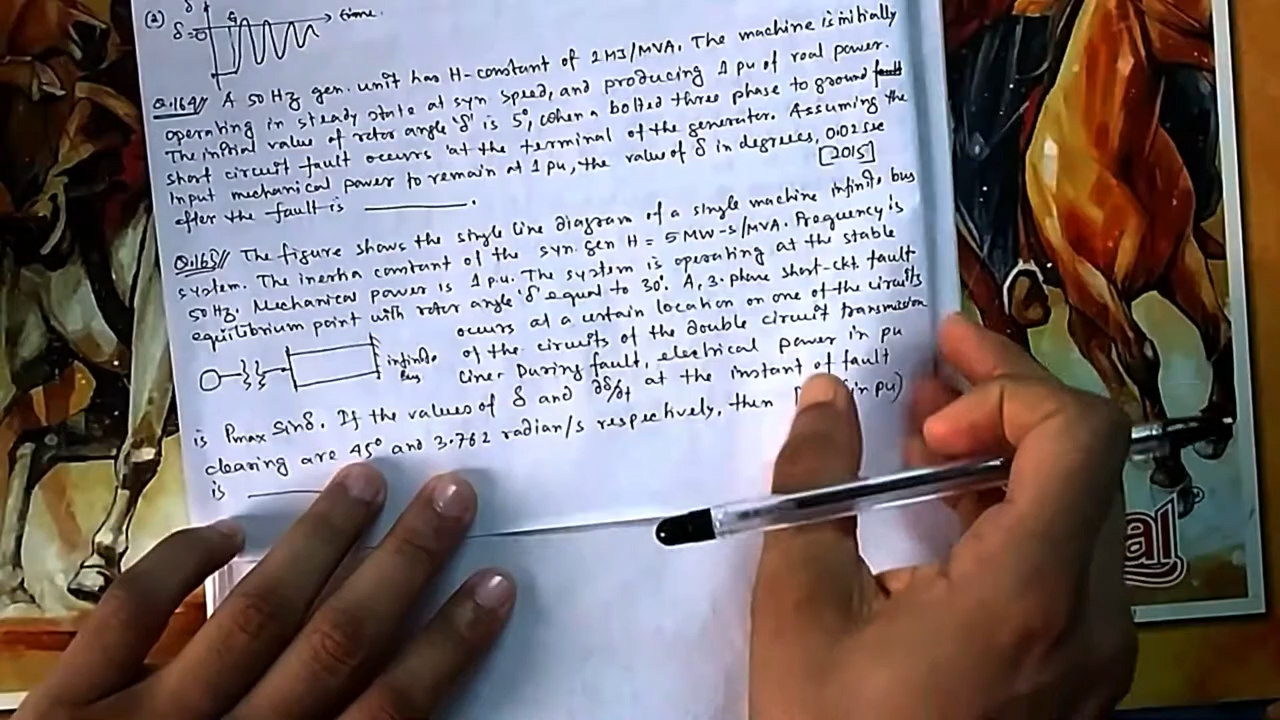 (a) δ=0 time.
Q.164// A 50 Hz gen. unit has H-constant of 2 MJ/MVA. The machine is initially
operating in steady state at syn speed, and producing 1 pu of real power.
The initial value of rotor angle 'δ' is 5°, when a bolted three phase to ground fault
short circuit fault occurs at the terminal of the generator. Assuming the
Input mechanical power to remain at 1 pu, the value of δ in degrees, 0.02 sec
after the fault is ________. [2015]
Q.165// The figure shows the single line diagram of a single machine infinite bus
system. The inertia constant of the syn. gen H = 5 MW-s/MVA. Frequency is
50 Hz. Mechanical power is 1 p.u. The system is operating at the stable
equilibrium point with rotor angle 'δ' equal to 30°. A, 3-phase short-ckt fault
occurs at a certain location on one of the circuits
of the circuits of the double circuit transmission
infinite bus
line. During fault, electrical power in pu
is Pmax Sinδ. If the values of δ and ∂δ/∂t at the instant of fault
clearing are 45° and 3.762 radian/s respectively, then (in pu)
is ________
al